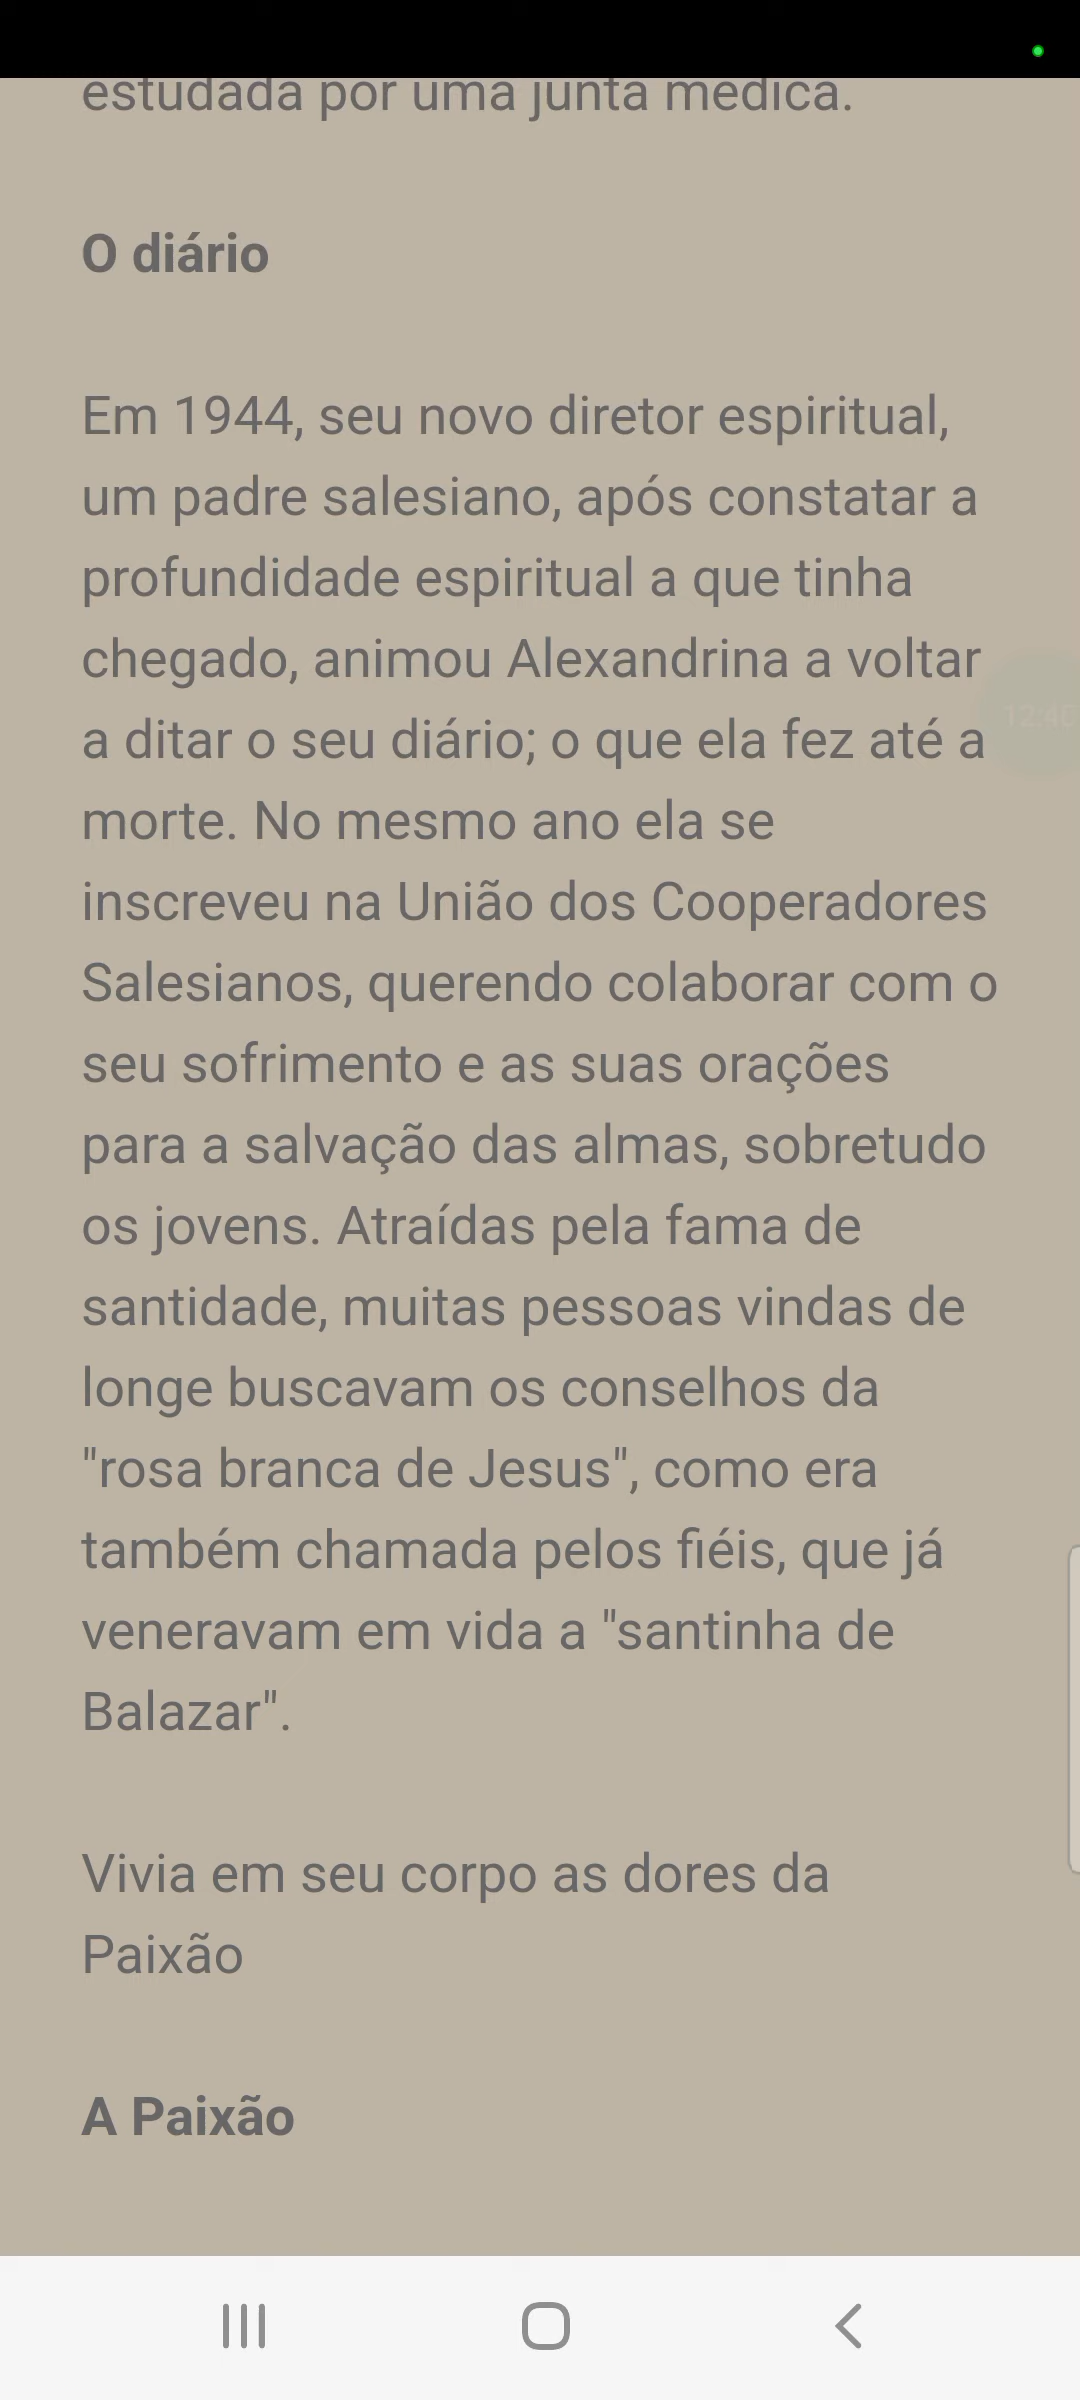 estudada por uma junta médica.
O diário
Em 1944, seu novo diretor espiritual,
um padre salesiano, após constatar a
profundidade espiritual a que tinha
chegado, animou Alexandrina a voltar
a ditar o seu diário; o que ela fez até a
morte. No mesmo ano ela se
inscreveu na União dos Cooperadores
Salesianos, querendo colaborar com o
seu sofrimento e as suas orações
para a salvação das almas, sobretudo
os jovens. Atraídas pela fama de
santidade, muitas pessoas vindas de
longe buscavam os conselhos da
"rosa branca de Jesus", como era
também chamada pelos fiéis, que já
veneravam em vida a "santinha de
Balazar".
Vivia em seu corpo as dores da
Paixão
A Paixão